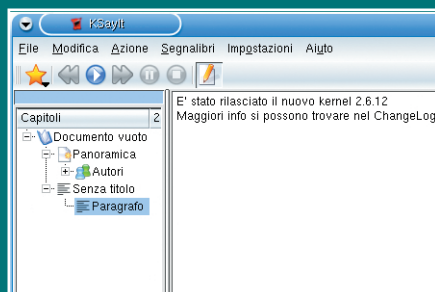 KSayIt
File Modifica Azione Segnalibri Impostazioni Aiuto
Capitoli 2
Documento vuoto
Panoramica
Autori
Senza titolo
Paragrafo
E' stato rilasciato il nuovo kernel 2.6.12
Maggiori info si possono trovare nel ChangeLog